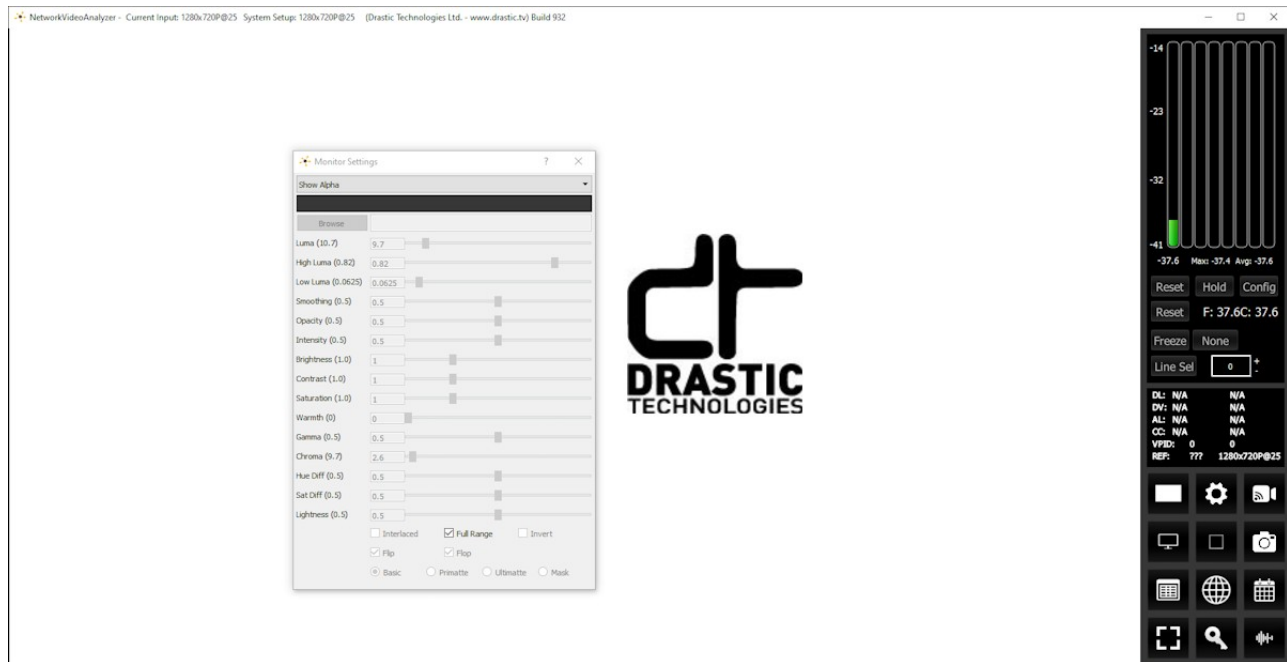 NetworkVideoAnalyzer - Current Input: 1280x720P@25 System Setup: 1280x720P@25 (Drastic Technologies Ltd. - www.drastic.tv) Build 932
Monitor Settings ?
Show Alpha
Browse
Luma (10.7) 9.7
High Luma (0.82) 0.82
Low Luma (0.0625) 0.0625
Smoothing (0.5) 0.5
Opacity (0.5) 0.5
Intensity (0.5) 0.5
Brightness (1.0) 1
Contrast (1.0) 1
Saturation (1.0) 1
Warmth (0) 0
Gamma (0.5) 0.5
Chroma (9.7) 2.6
Hue Diff (0.5) 0.5
Sat Diff (0.5) 0.5
Lightness (0.5) 0.5
Interlaced Full Range Invert
Flip Flop
Basic Primatte Ultimatte Mask
dt
DRASTIC
TECHNOLOGIES
-14
-23
-32
-41
-37.6 Max: -37.4 Avg: -37.6
Reset Hold Config
Reset F: 37.6C: 37.6
Freeze None
Line Sel 0 + -
DL: N/A N/A
DV: N/A N/A
AL: N/A N/A
CC: N/A N/A
VPID: 0 0
REF: ??? 1280x720P@25